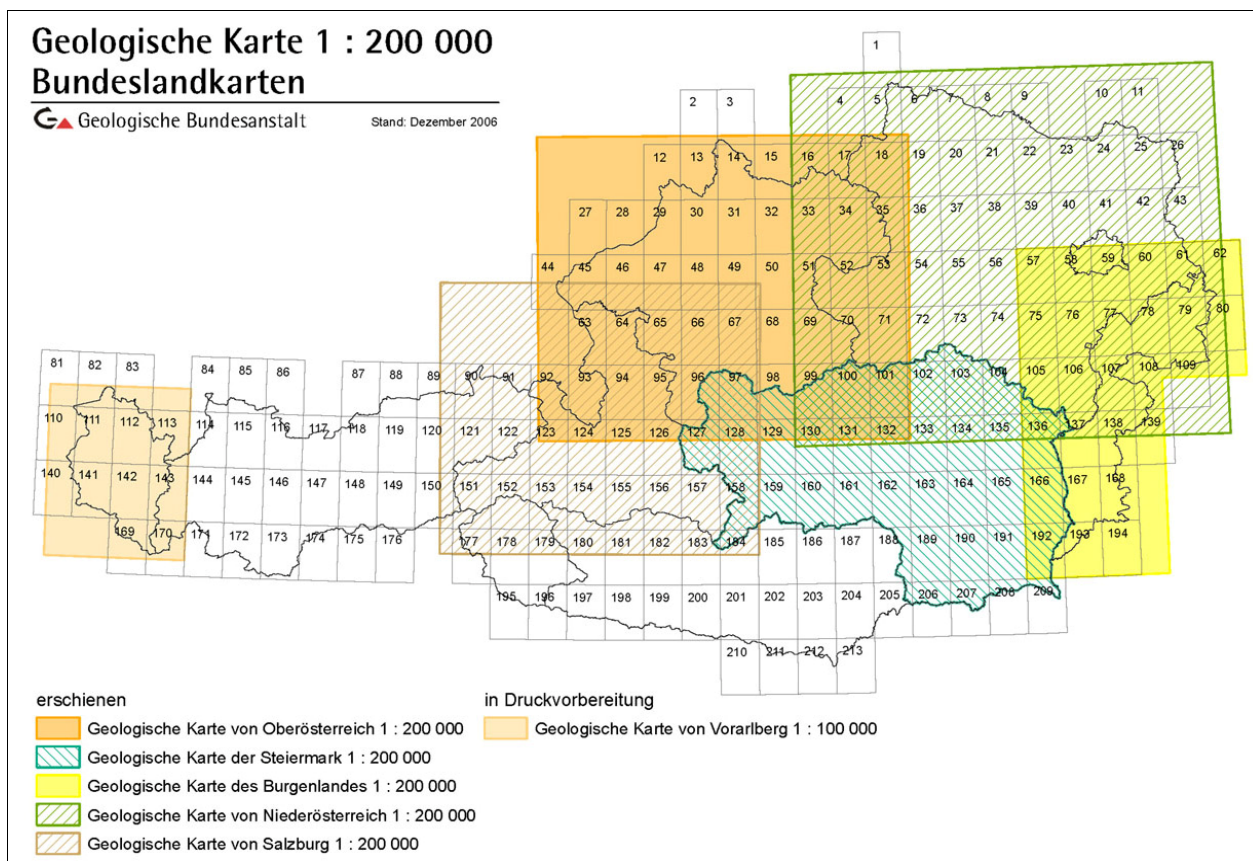 Geologische Karte 1 : 200 000
Bundeslandkarten
Geologische Bundesanstalt
Stand: Dezember 2006
1
2 3
4 5 6 7 8 9 10 11
12 13 14 15 16 17 18 19 20 21 22 23 24 25 26
27 28 29 30 31 32 33 34 35 36 37 38 39 40 41 42 43
44 45 46 47 48 49 50 51 52 53 54 55 56 57 58 59 60 61 62
63 64 65 66 67 68 69 70 71 72 73 74 75 76 77 78 79 80
81 82 83 84 85 86 87 88 89 90 91 92 93 94 95 96 97 98 99 100 101 102 103 104 105 106 107 108 109
110 111 112 113 114 115 116 117 118 119 120 121 122 123 124 125 126 127 128 129 130 131 132 133 134 135 136 137 138 139
140 141 142 143 144 145 146 147 148 149 150 151 152 153 154 155 156 157 158 159 160 161 162 163 164 165 166 167 168
169 170 171 172 173 174 175 176 177 178 179 180 181 182 183 184 185 186 187 188 189 190 191 192 193 194
195 196 197 198 199 200 201 202 203 204 205 206 207 208 209
210 211 212 213
erschienen
Geologische Karte von Oberösterreich 1 : 200 000
Geologische Karte der Steiermark 1 : 200 000
Geologische Karte des Burgenlandes 1 : 200 000
Geologische Karte von Niederösterreich 1 : 200 000
Geologische Karte von Salzburg 1 : 200 000
in Druckvorbereitung
Geologische Karte von Vorarlberg 1 : 100 000